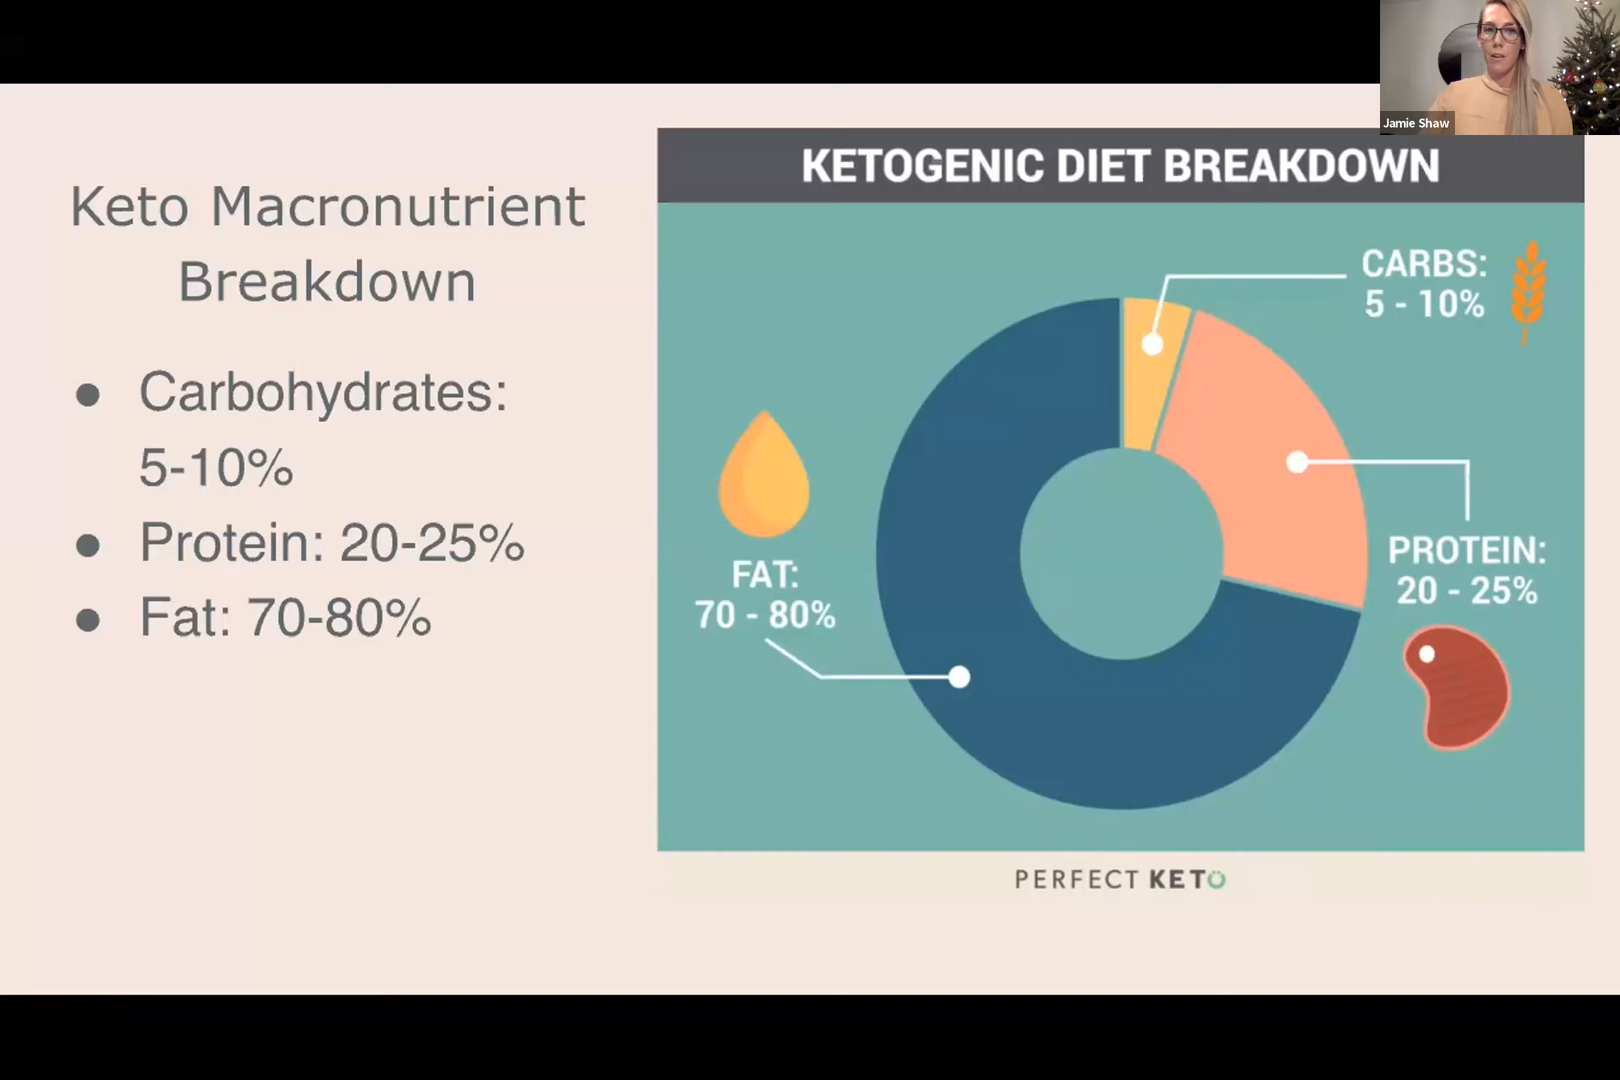 Jamie Shaw
Keto Macronutrient
Breakdown
● Carbohydrates:
5-10%
● Protein: 20-25%
● Fat: 70-80%
KETOGENIC DIET BREAKDOWN
CARBS:
5 - 10%
PROTEIN:
20 - 25%
FAT:
70 - 80%
PERFECT KETO